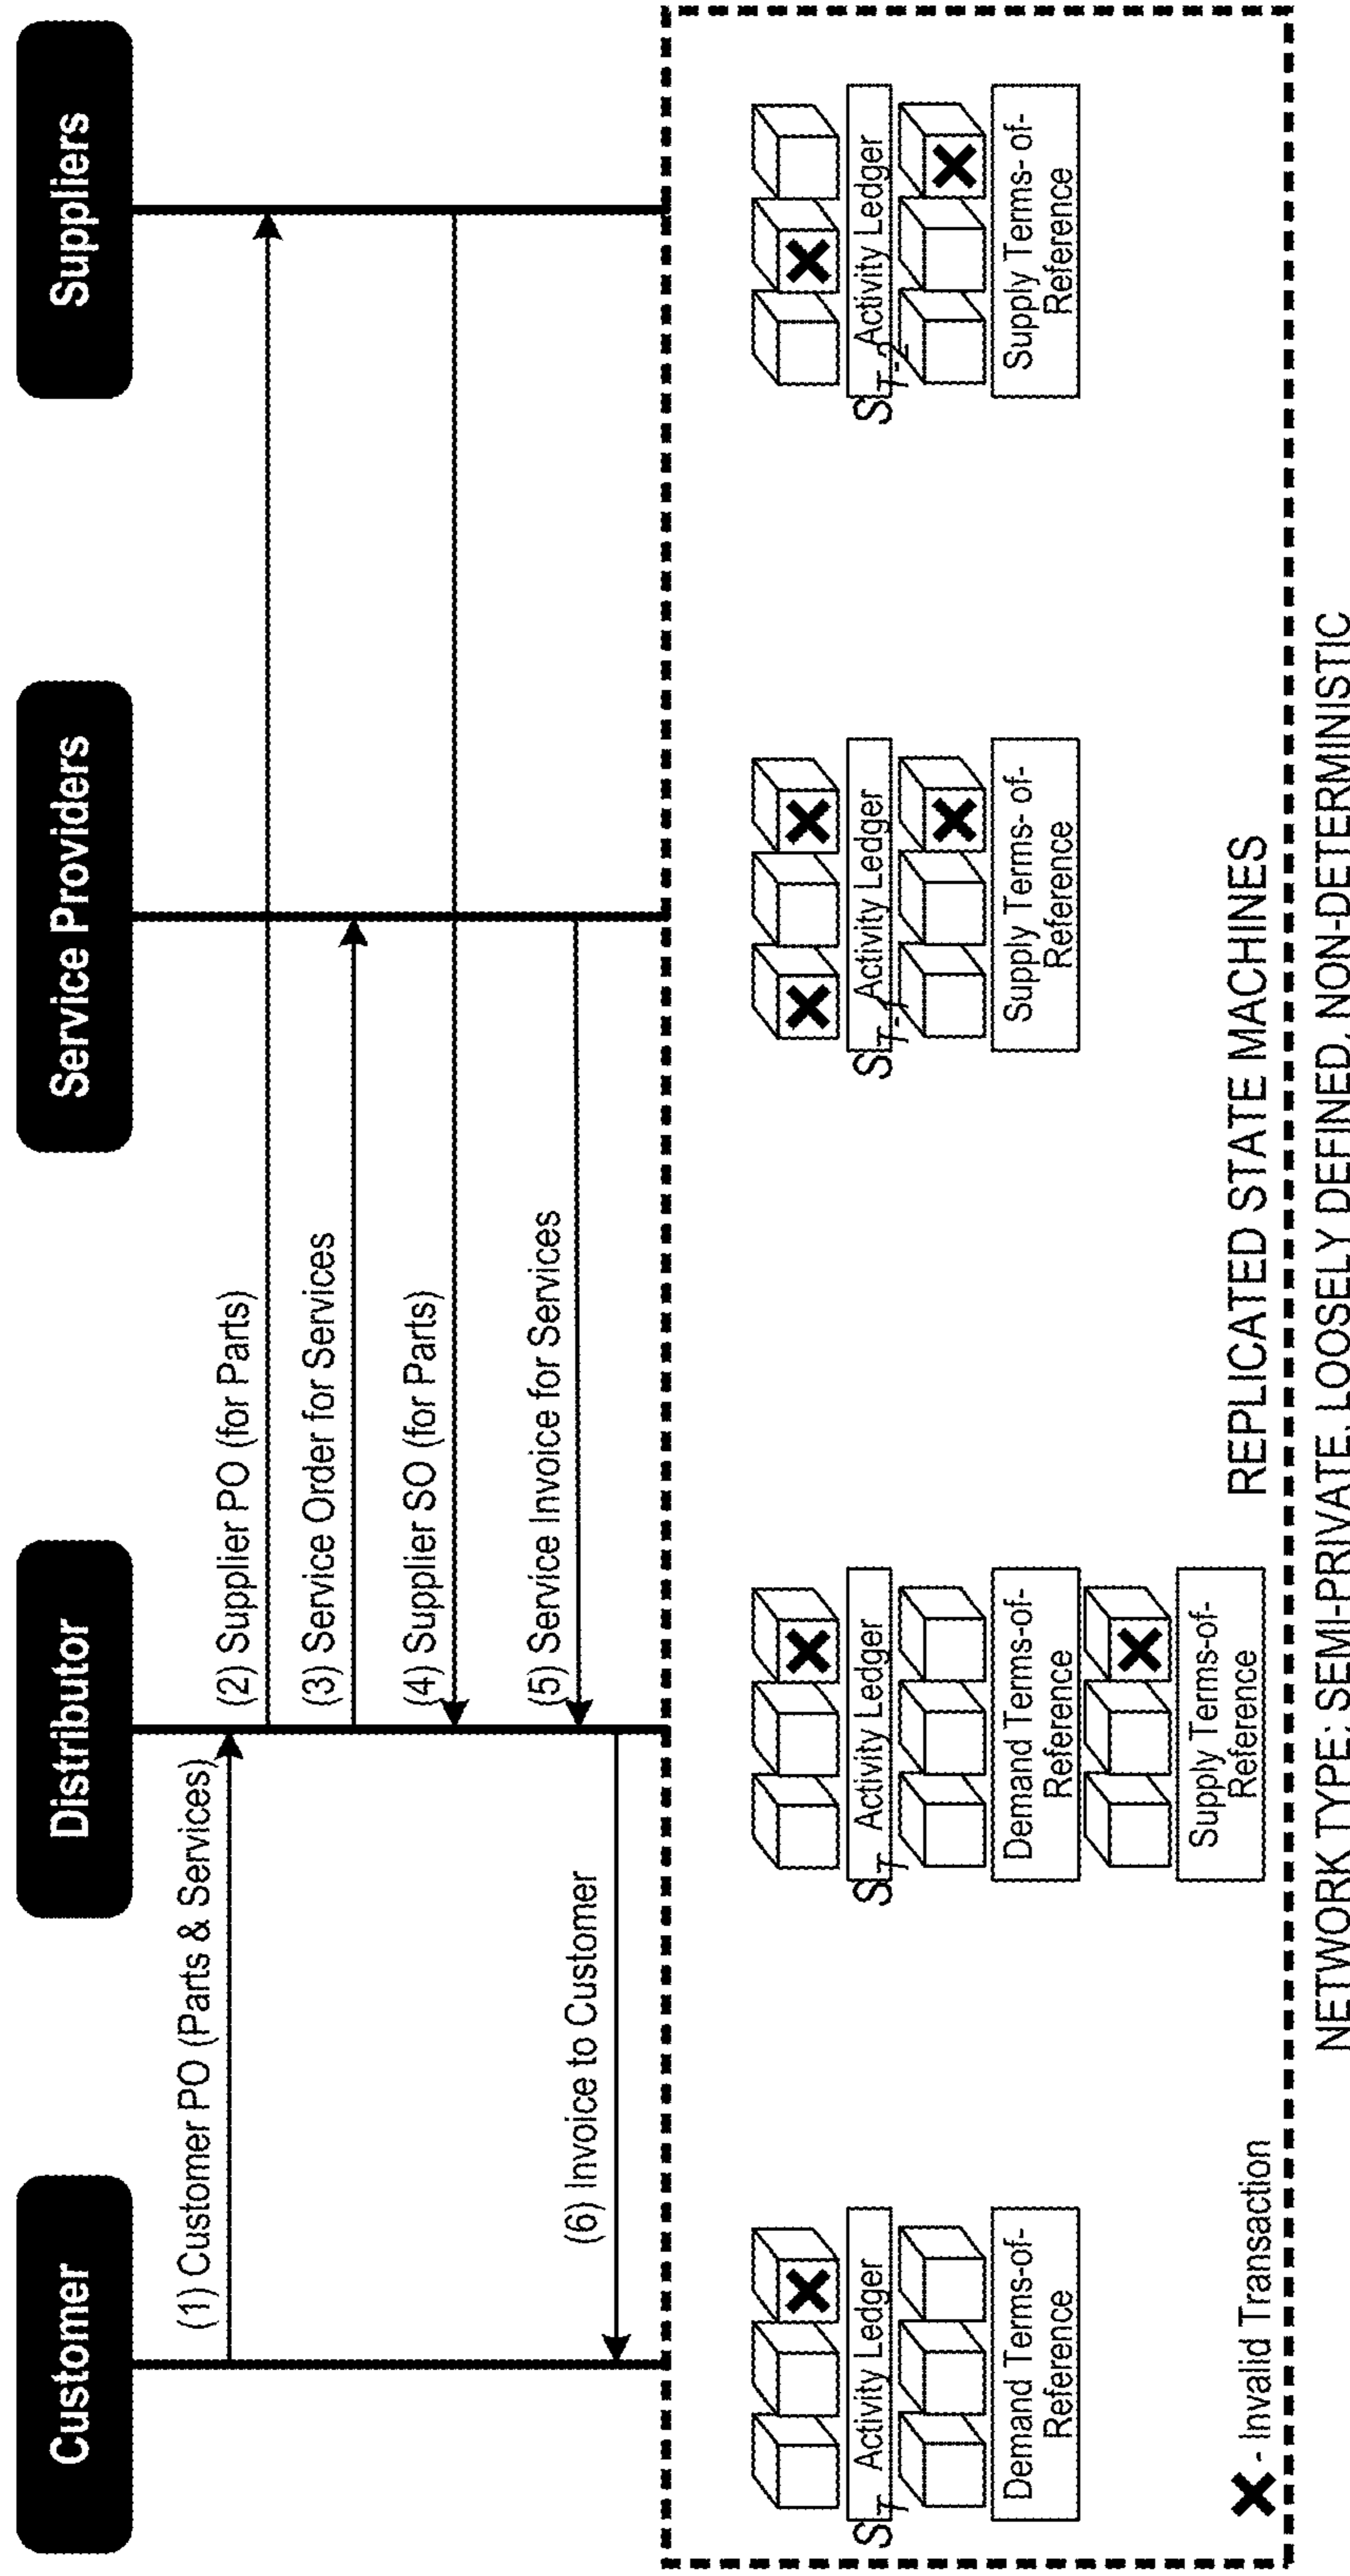 Customer
Distributor
Service Providers
Suppliers
(1) Customer PO (Parts & Services)
(2) Supplier PO (for Parts)
(3) Service Order for Services
(4) Supplier SO (for Parts)
(5) Service Invoice for Services
(6) Invoice to Customer
S_T Activity Ledger
Demand Terms-of-
Reference
S_T Activity Ledger
Demand Terms-of-
Reference
Supply Terms-of-
Reference
S_T-1 Activity Ledger
Supply Terms- of-
Reference
S_T-2 Activity Ledger
Supply Terms- of-
Reference
X - Invalid Transaction
REPLICATED STATE MACHINES
NETWORK TYPE: SEMI-PRIVATE, LOOSELY DEFINED, NON-DETERMINISTIC